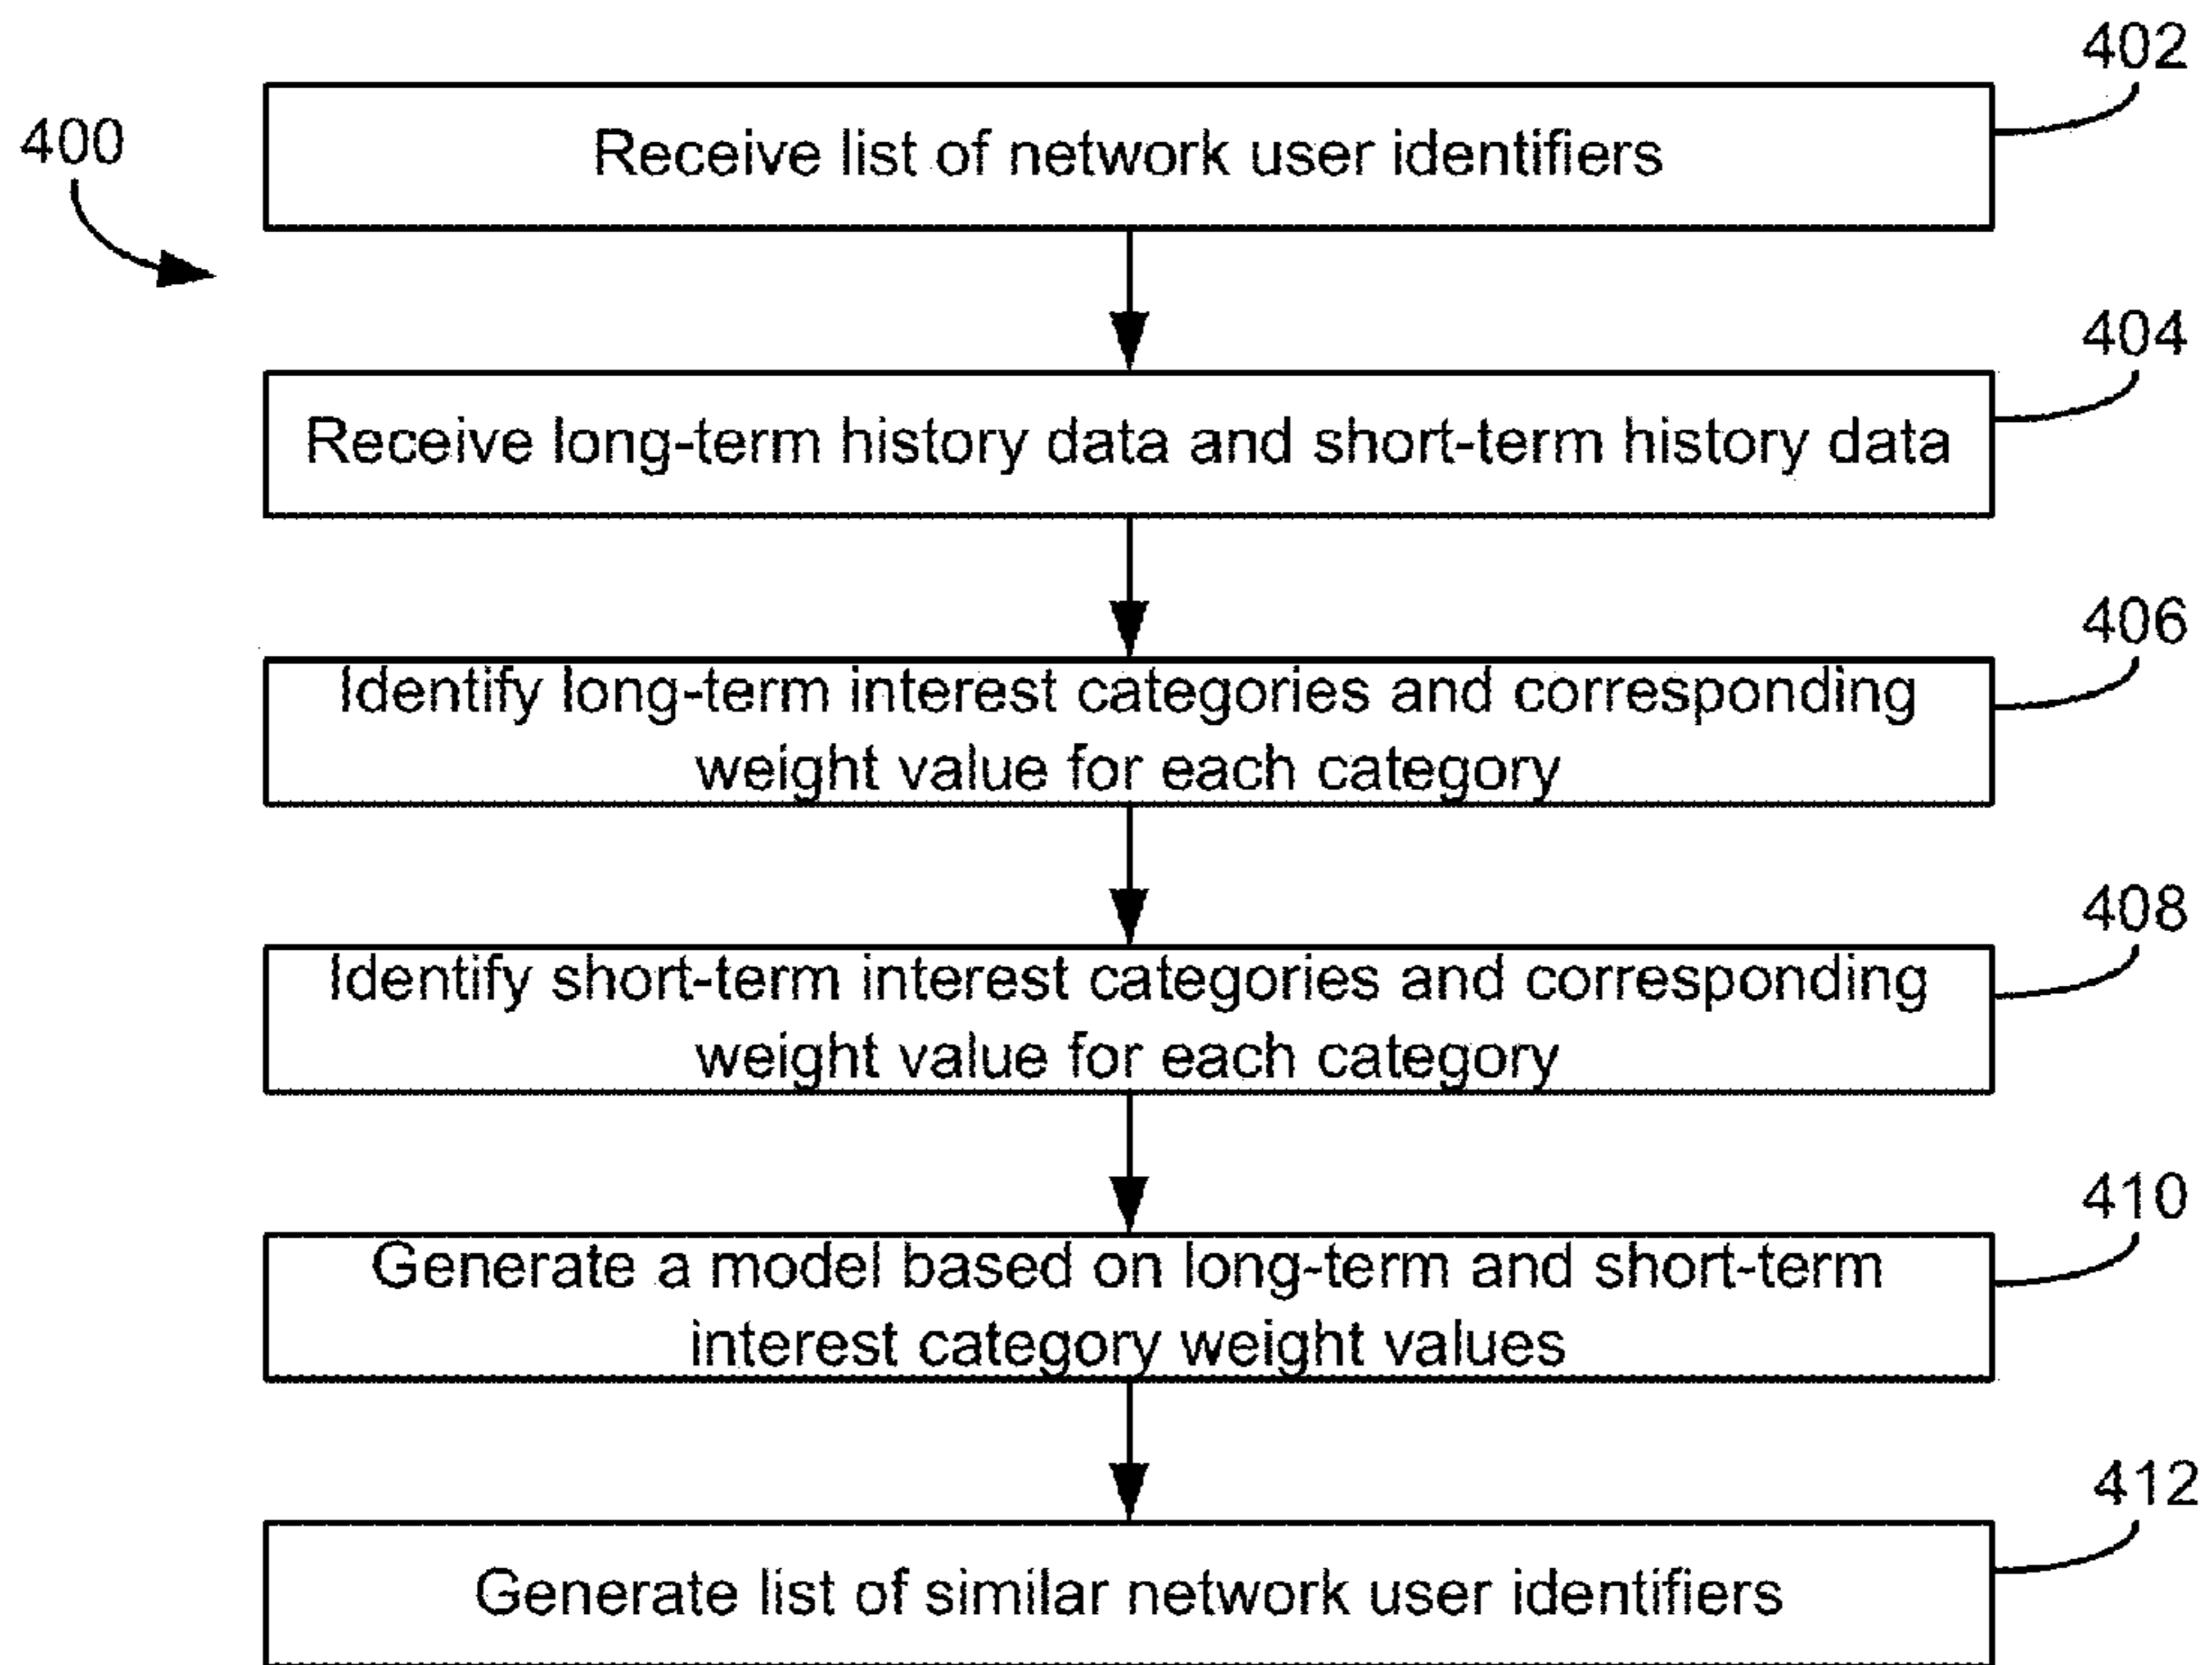 402
400
Receive list of network user identifiers
404
Receive long-term history data and short-term history data
406
Identify long-term interest categories and corresponding
weight value for each category
408
Identify short-term interest categories and corresponding
weight value for each category
410
Generate a model based on long-term and short-term
interest category weight values
412
Generate list of similar network user identifiers